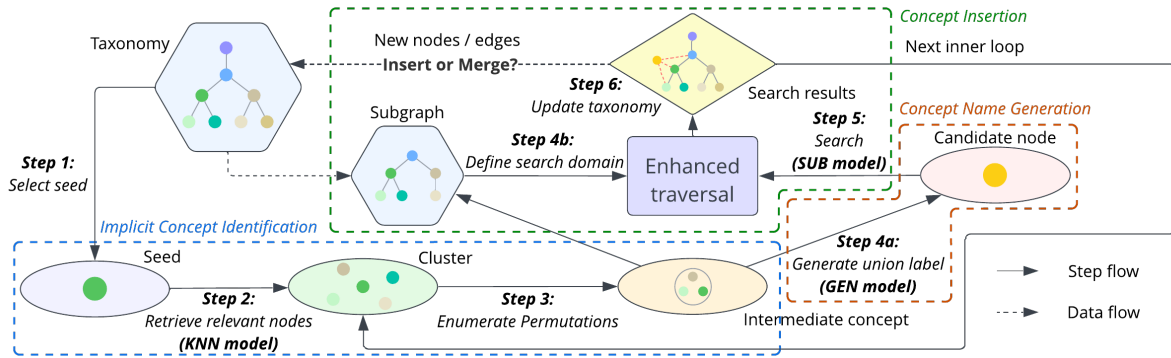 Concept Insertion
Taxonomy
New nodes / edges
Insert or Merge?
Next inner loop
Step 6:
Update taxonomy
Search results
Subgraph
Step 4b:
Define search domain
Enhanced
traversal
Step 5:
Search
(SUB model)
Concept Name Generation
Candidate node
Step 1:
Select seed
Implicit Concept Identification
Seed
Step 2:
Retrieve relevant nodes
(KNN model)
Cluster
Step 3:
Enumerate Permutations
Step 4a:
Generate union label
(GEN model)
Intermediate concept
Step flow
Data flow